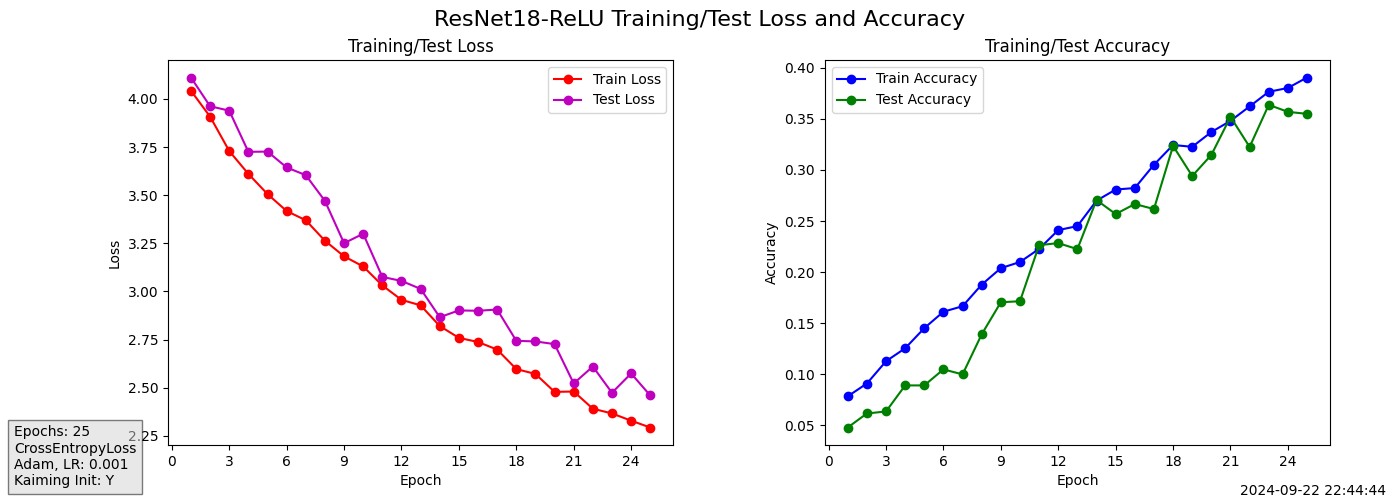 ResNet18-ReLU Training/Test Loss and Accuracy
Training/Test Loss
Train Loss
Test Loss
4.00
3.75
3.50
3.25
3.00
2.75
2.50
2.25
Loss
0
3
6
9
12
15
18
21
24
Epoch
Training/Test Accuracy
Train Accuracy
Test Accuracy
0.40
0.35
0.30
0.25
0.20
0.15
0.10
0.05
Accuracy
0
3
6
9
12
15
18
21
24
Epoch
Epochs: 25
CrossEntropyLoss
Adam, LR: 0.001
Kaiming Init: Y
2024-09-22 22:44:44